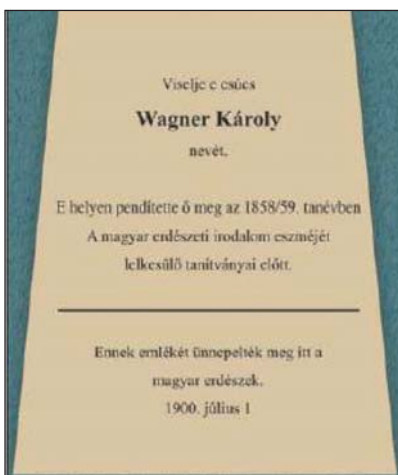 Viselje e csúcs
Wagner Károly
nevét.
E helyen pendítette ő meg az 1858/59. tanévben
A magyar erdészeti irodalom eszméjét
lelkesülő tanítványai előtt.
Ennek emlékét ünnepelték meg itt a
magyar erdészek.
1900. július 1